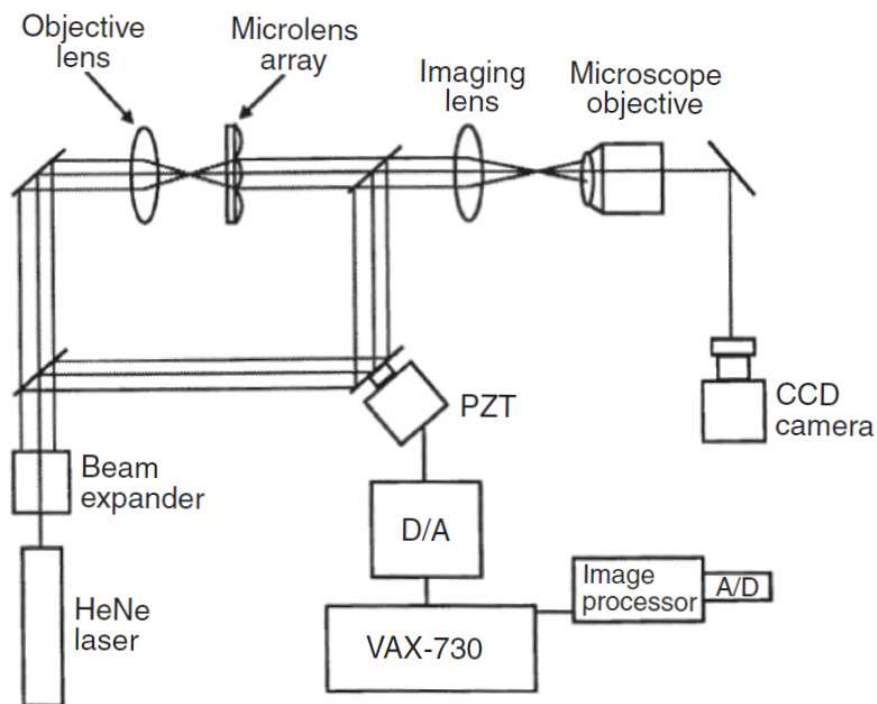 Objective
lens
Microlens
array
Imaging
lens
Microscope
objective
PZT
CCD
camera
Beam
expander
D/A
Image
processor
A/D
HeNe
laser
VAX-730